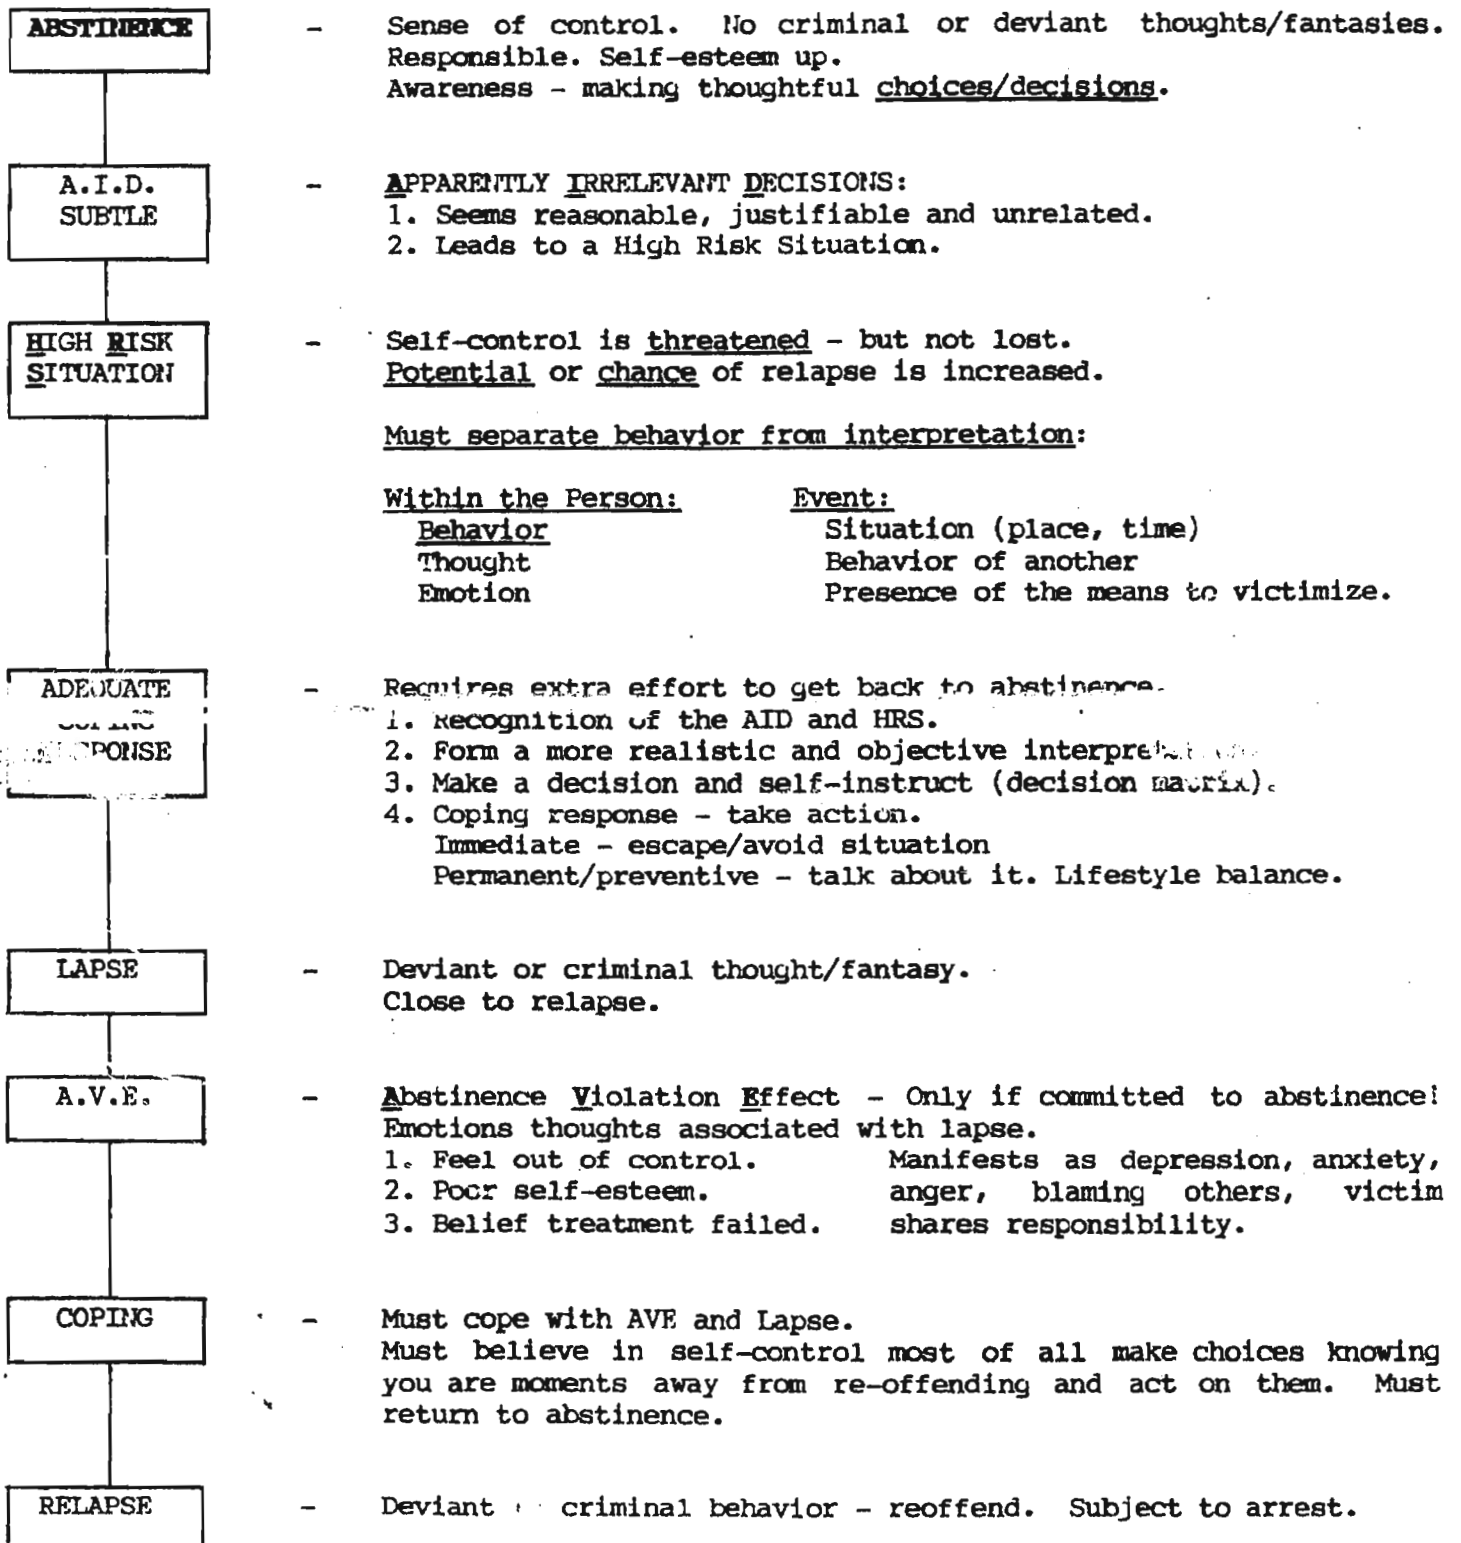 ABSTINENCE - Sense of control. No criminal or deviant thoughts/fantasies.
Responsible. Self-esteem up.
Awareness - making thoughtful choices/decisions.
A.I.D. - APPARENTLY IRRELEVANT DECISIONS:
SUBTLE 1. Seems reasonable, justifiable and unrelated.
2. Leads to a High Risk Situation.
HIGH RISK - Self-control is threatened - but not lost.
SITUATION Potential or chance of relapse is increased.
Must separate behavior from interpretation:
Within the Person: Event:
Behavior Situation (place, time)
Thought Behavior of another
Emotion Presence of the means to victimize.
ADEQUATE - Requires extra effort to get back to abstinence.
1. Recognition of the AID and HRS.
2. Form a more realistic and objective
3. Make a decision and self-instruct (decision matrix).
4. Coping response - take action.
Immediate - escape/avoid situation
Permanent/preventive - talk about it. Lifestyle balance.
LAPSE - Deviant or criminal thought/fantasy.
Close to relapse.
A.V.E. - Abstinence Violation Effect - Only if committed to abstinence!
Emotions thoughts associated with lapse.
1. Feel out of control. Manifests as depression, anxiety,
2. Poor self-esteem. anger, blaming others, victim
3. Belief treatment failed. shares responsibility.
COPING - Must cope with AVE and Lapse.
Must believe in self-control most of all make choices knowing
you are moments away from re-offending and act on them. Must
return to abstinence.
RELAPSE - Deviant criminal behavior - reoffend. Subject to arrest.